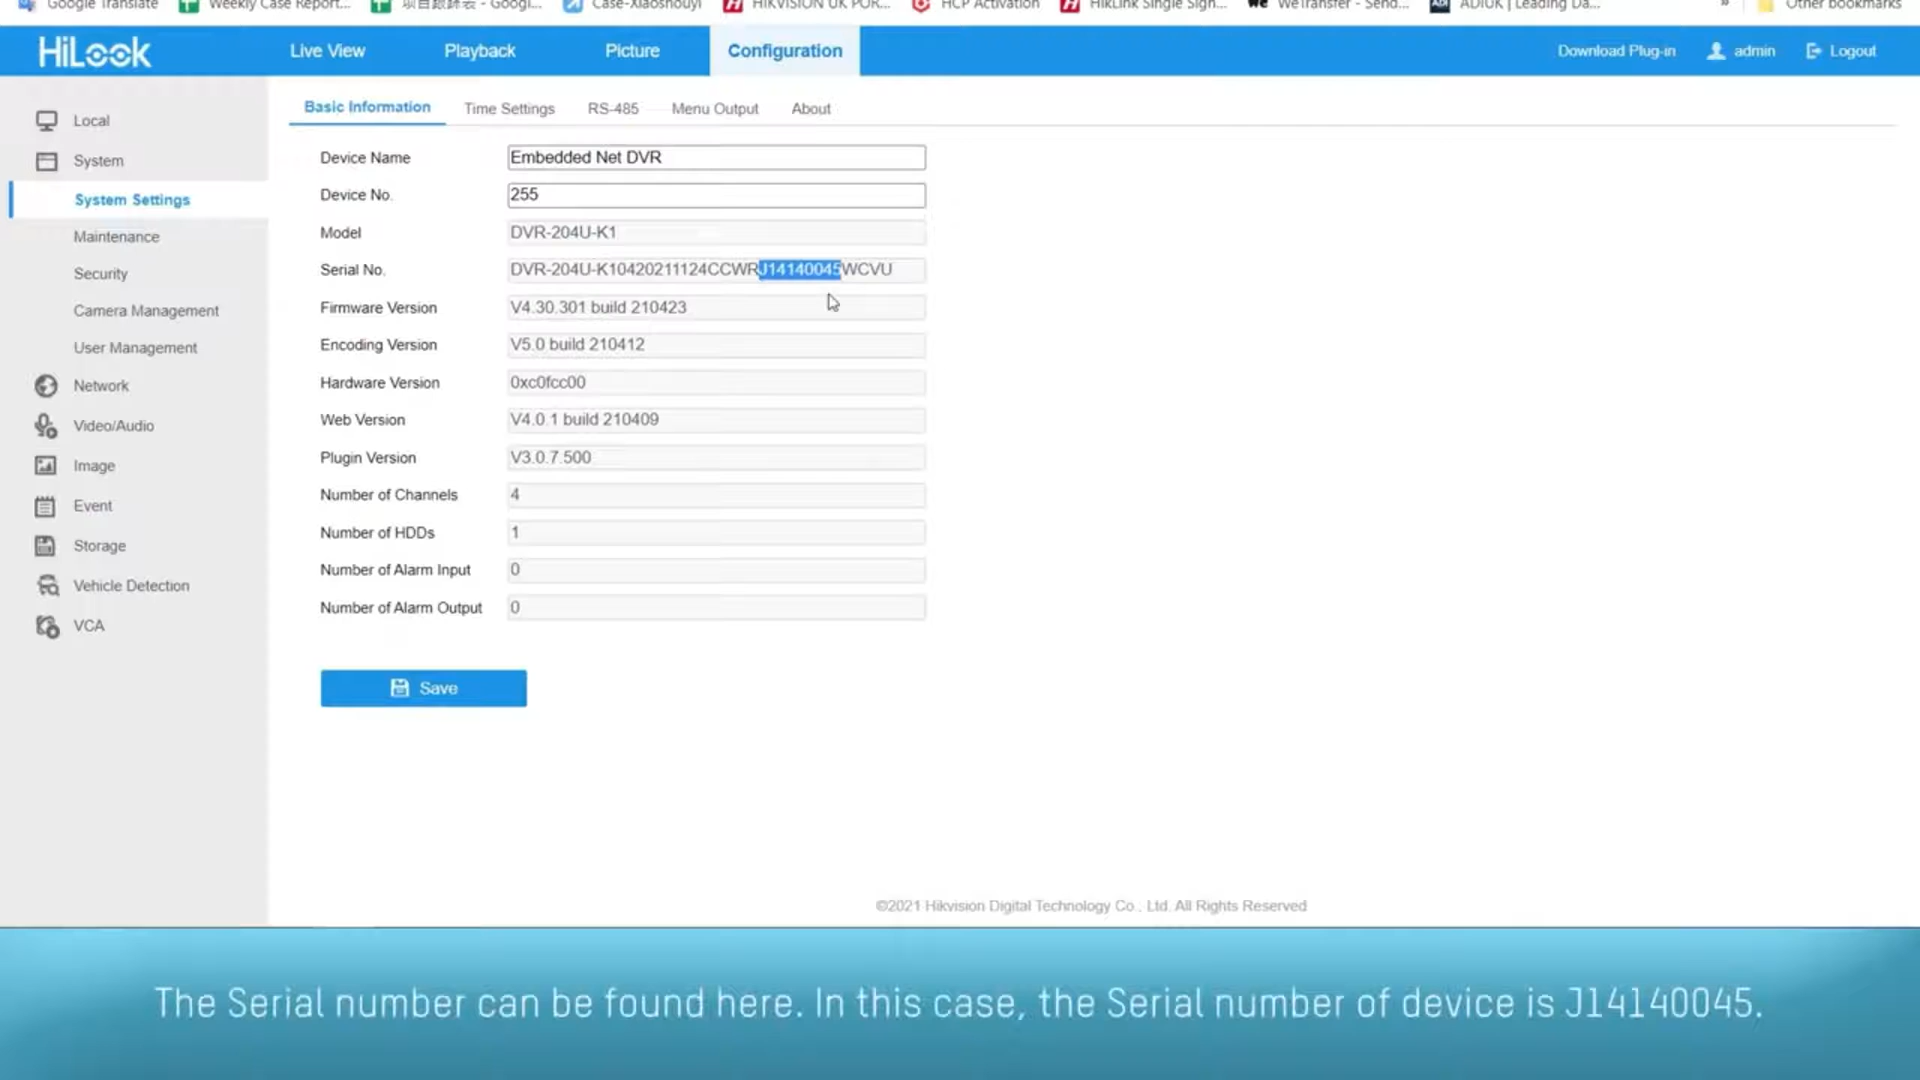 Google Translate Weekly Case Report... 项目跟踪表 - Googl... Case-Xiaoshouyi HIKVISION UK POR... HCP Activation HikLink Single Sign... WeTransfer - Send... ADIUK | Leading Da... » Other bookmarks
HiLook Live View Playback Picture Configuration Download Plug-in admin Logout
Basic Information Time Settings RS-485 Menu Output About
Local
System
System Settings
Maintenance
Security
Camera Management
User Management
Network
Video/Audio
Image
Event
Storage
Vehicle Detection
VCA
Device Name Embedded Net DVR
Device No. 255
Model DVR-204U-K1
Serial No. DVR-204U-K10420211124CCWRJ14140045WCVU
Firmware Version V4.30.301 build 210423
Encoding Version V5.0 build 210412
Hardware Version 0xc0fcc00
Web Version V4.0.1 build 210409
Plugin Version V3.0.7.500
Number of Channels 4
Number of HDDs 1
Number of Alarm Input 0
Number of Alarm Output 0
Save
©2021 Hikvision Digital Technology Co., Ltd. All Rights Reserved
The Serial number can be found here. In this case, the Serial number of device is J14140045.